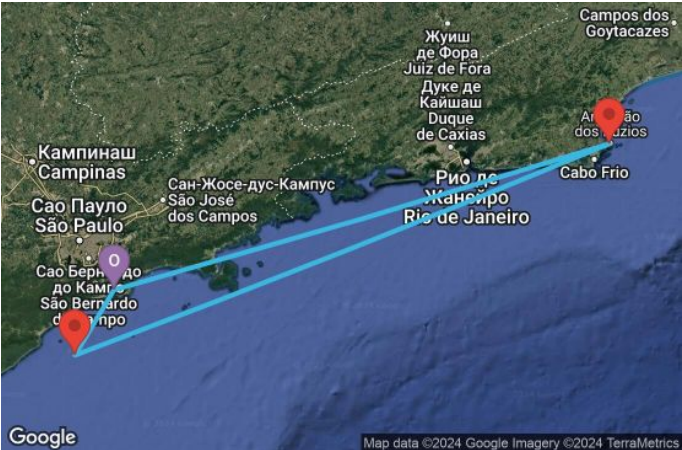 Campos dos
Goytacazes
Жуиш
де Фора
Juiz de Fora
Дуке де
Кайшаш
Duque
de Caxias
Кампинаш
Campinas
Cabo Frio
Рио де
Жанейро
Rio de Janeiro
Сан-Жосе-дус-Кампус
São José
dos Campos
Сао Пауло
São Paulo
O
до
São
Google
Map data ©2024 Google Imagery ©2024 TerraMetrics